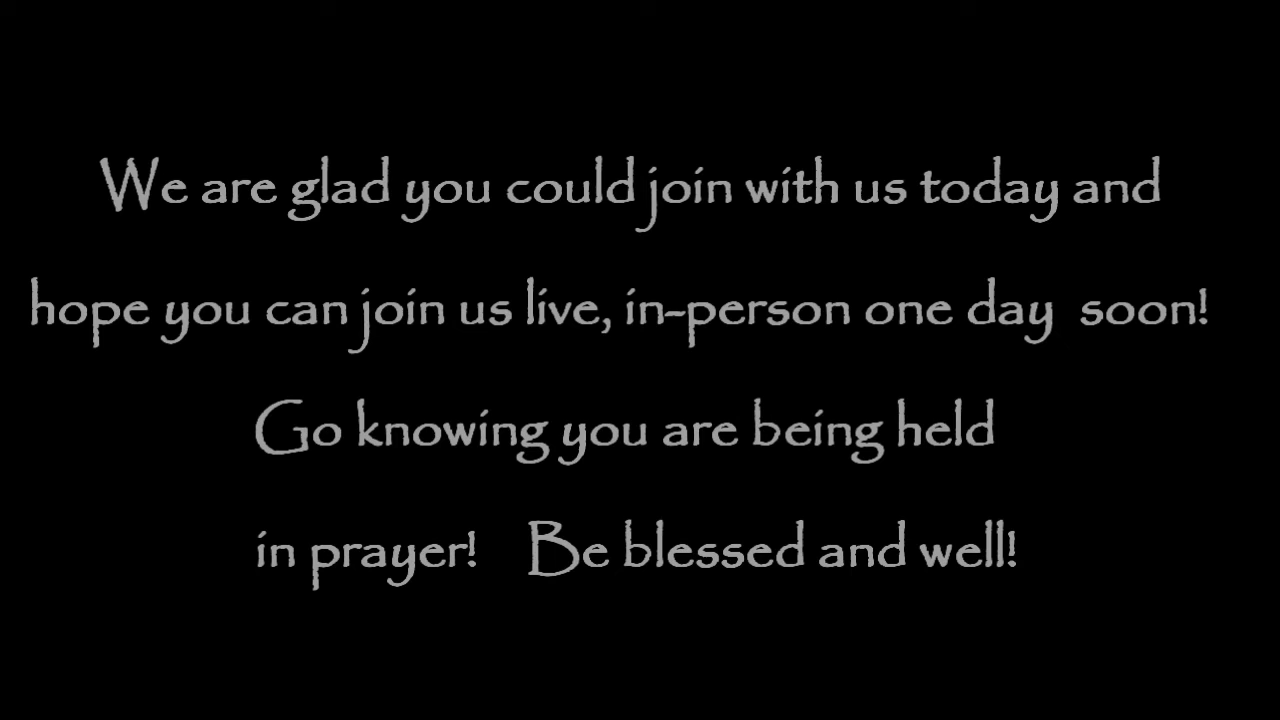 We are glad you could join with us today and
hope you can join us live, in-person one day soon!
Go knowing you are being held
in prayer! Be blessed and well!